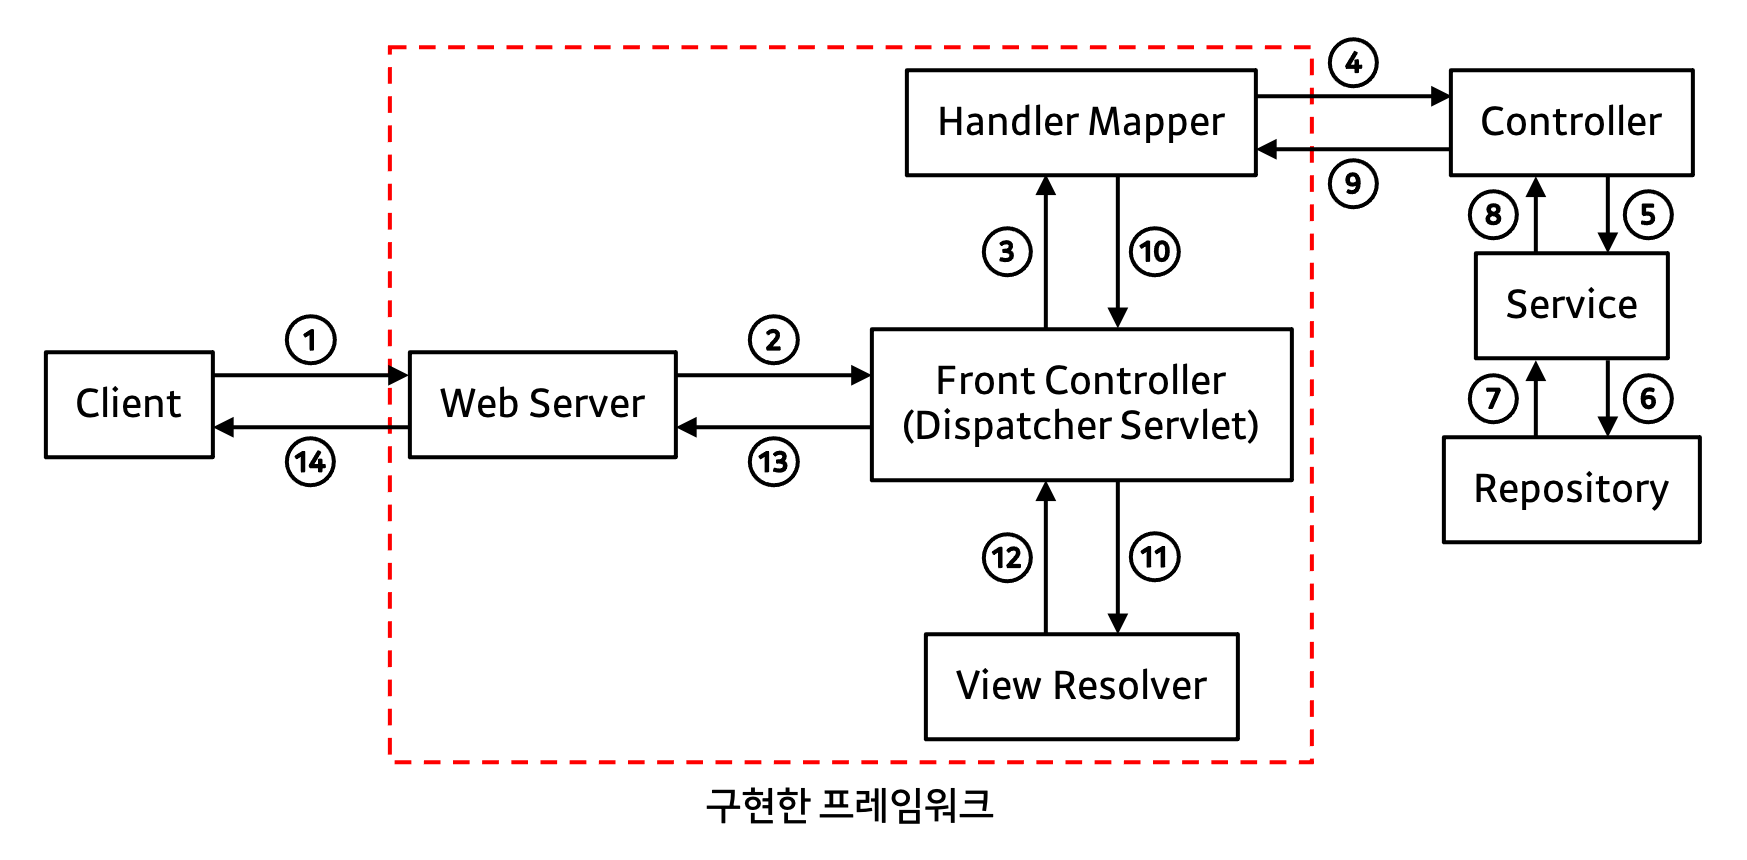 ④
Handler Mapper
Controller
⑨
⑧
⑤
③
⑩
Service
①
②
Client
Web Server
Front Controller
(Dispatcher Servlet)
⑦
⑥
⑭
⑬
Repository
⑫
⑪
View Resolver
구현한 프레임워크